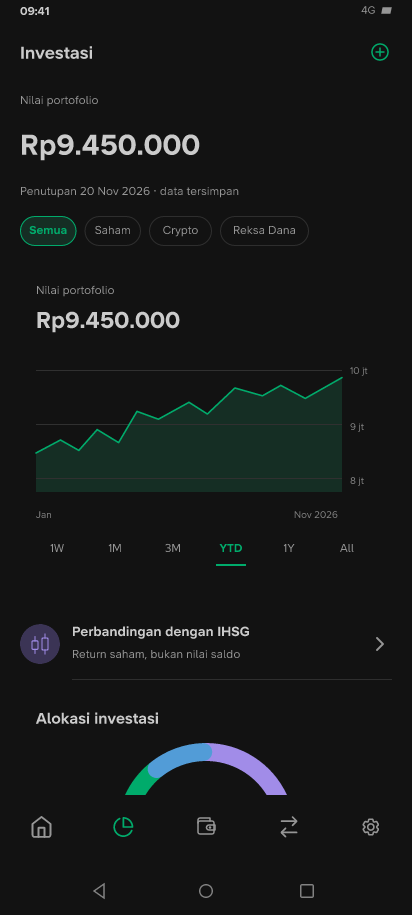 09:41
4G
Investasi
Nilai portofolio
Rp9.450.000
Penutupan 20 Nov 2026 · data tersimpan
Semua
Saham
Crypto
Reksa Dana
Nilai portofolio
Rp9.450.000
10 jt
9 jt
8 jt
Jan
Nov 2026
1W
1M
3M
YTD
1Y
All
Perbandingan dengan IHSG
Return saham, bukan nilai saldo
Alokasi investasi